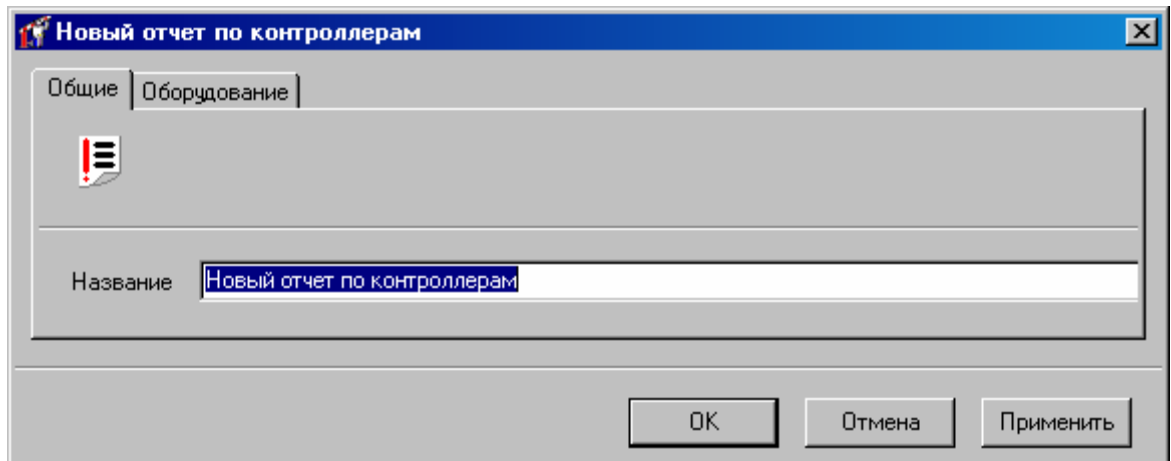 Новый отчет по контроллерам
Общие Оборудование
Название Новый отчет по контроллерам
OK Отмена Применить